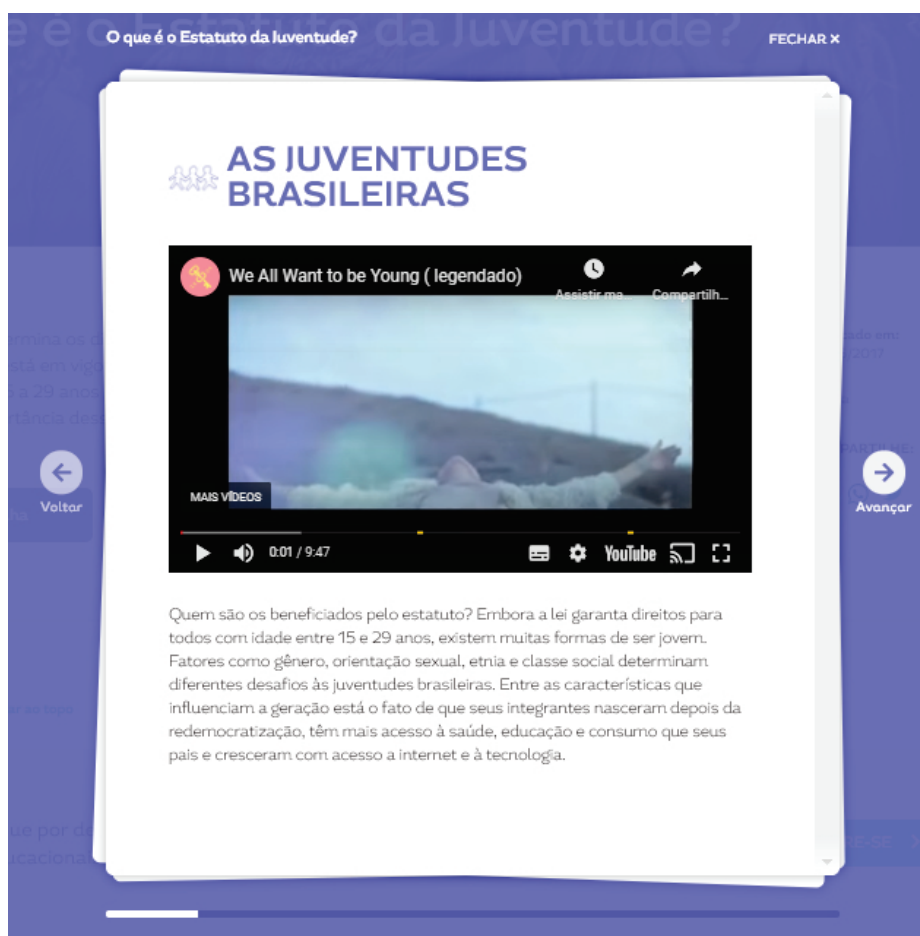 O que é o Estatuto da Juventude?
FECHAR ×
AS JUVENTUDES
BRASILEIRAS
We All Want to be Young ( legendado)
Assistir ma...
Compartilh...
MAIS VÍDEOS
0:01 / 9:47
YouTube
Voltar
Avançar
Quem são os beneficiados pelo estatuto? Embora a lei garanta direitos para
todos com idade entre 15 e 29 anos, existem muitas formas de ser jovem.
Fatores como gênero, orientação sexual, etnia e classe social determinam
diferentes desafios às juventudes brasileiras. Entre as características que
influenciam a geração está o fato de que seus integrantes nasceram depois da
redemocratização, têm mais acesso à saúde, educação e consumo que seus
pais e cresceram com acesso a internet e à tecnologia.